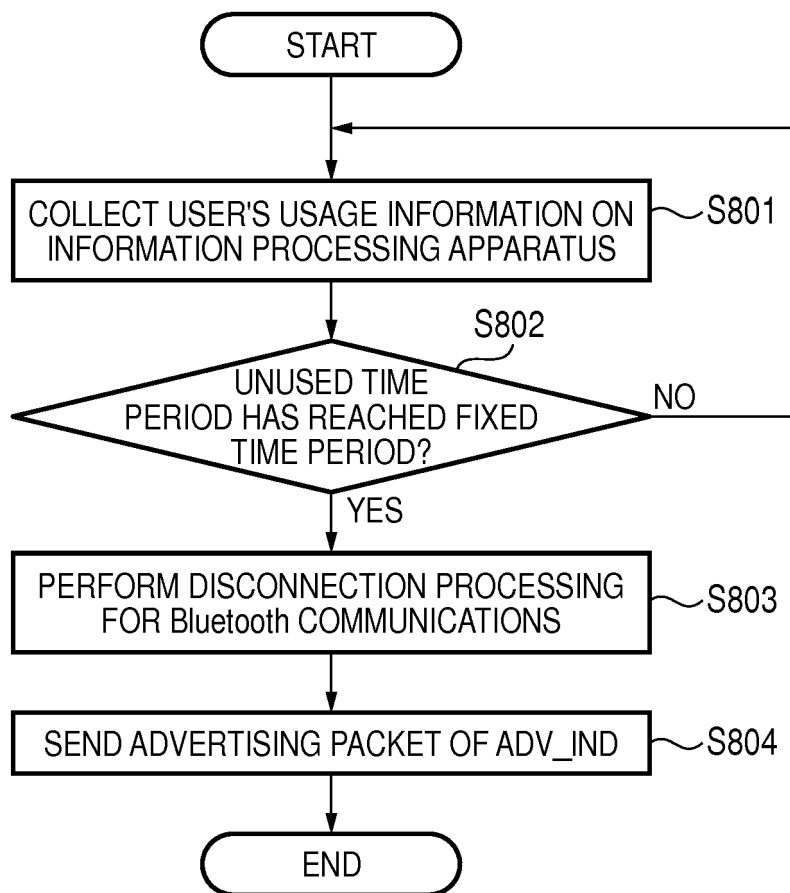 START
COLLECT USER'S USAGE INFORMATION ON
INFORMATION PROCESSING APPARATUS
S801
S802
UNUSED TIME
PERIOD HAS REACHED FIXED
TIME PERIOD?
NO
YES
PERFORM DISCONNECTION PROCESSING
FOR Bluetooth COMMUNICATIONS
S803
SEND ADVERTISING PACKET OF ADV_IND
S804
END